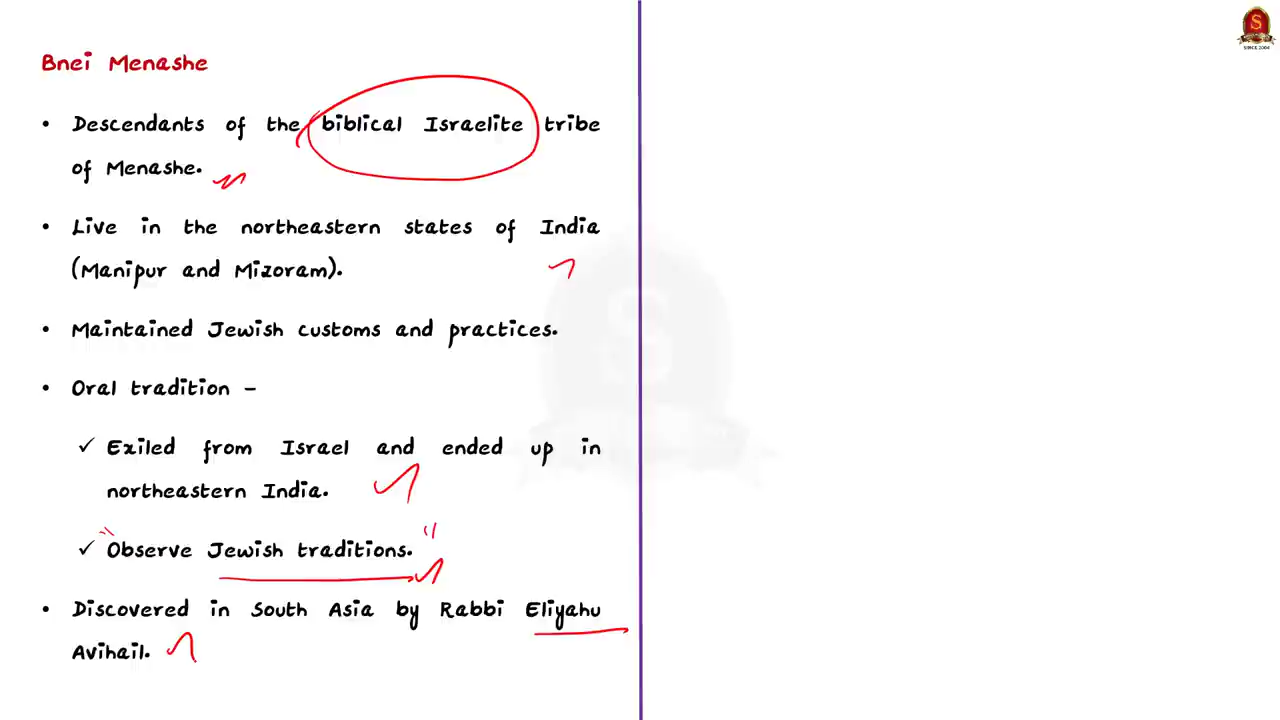 Bnei Menashe
• Descendants of the biblical Israelite tribe
of Menashe.
• Live in the northeastern states of India
(Manipur and Mizoram).
• Maintained Jewish customs and practices.
• Oral tradition –
✓ Exiled from Israel and ended up in
northeastern India.
✓ "Observe Jewish traditions."
• Discovered in South Asia by Rabbi Eliyahu
Avihail.
S
SINCE 2004
S